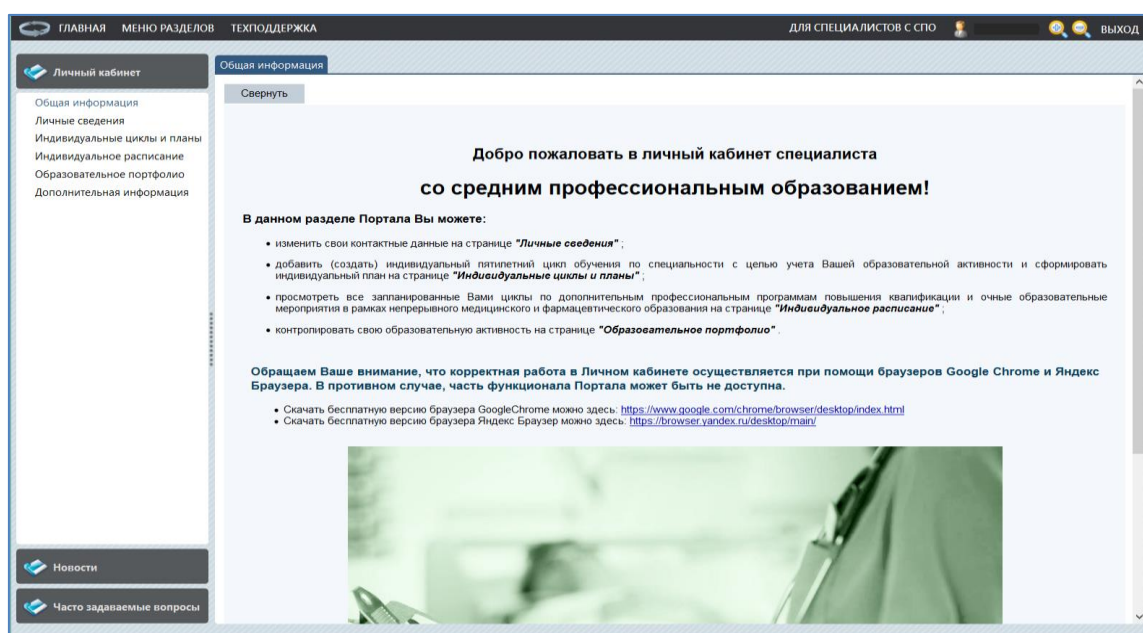 ГЛАВНАЯ МЕНЮ РАЗДЕЛОВ ТЕХПОДДЕРЖКА ДЛЯ СПЕЦИАЛИСТОВ С СПО ВЫХОД
Личный кабинет
Общая информация
Личные сведения
Индивидуальные циклы и планы
Индивидуальное расписание
Образовательное портфолио
Дополнительная информация
Новости
Часто задаваемые вопросы
Общая информация
Свернуть
Добро пожаловать в личный кабинет специалиста
со средним профессиональным образованием!
В данном разделе Портала Вы можете:
• изменить свои контактные данные на странице "Личные сведения" ;
• добавить (создать) индивидуальный пятилетний цикл обучения по специальности с целью учета Вашей образовательной активности и сформировать
индивидуальный план на странице "Индивидуальные циклы и планы" ;
• просмотреть все запланированные Вами циклы по дополнительным профессиональным программам повышения квалификации и очные образовательные
мероприятия в рамках непрерывного медицинского и фармацевтического образования на странице "Индивидуальное расписание" ;
• контролировать свою образовательную активность на странице "Образовательное портфолио" .
Обращаем Ваше внимание, что корректная работа в Личном кабинете осуществляется при помощи браузеров Google Chrome и Яндекс
Браузера. В противном случае, часть функционала Портала может быть не доступна.
• Скачать бесплатную версию браузера GoogleChrome можно здесь: https://www.google.com/chrome/browser/desktop/index.html
• Скачать бесплатную версию браузера Яндекс Браузер можно здесь: https://browser.yandex.ru/desktop/main/